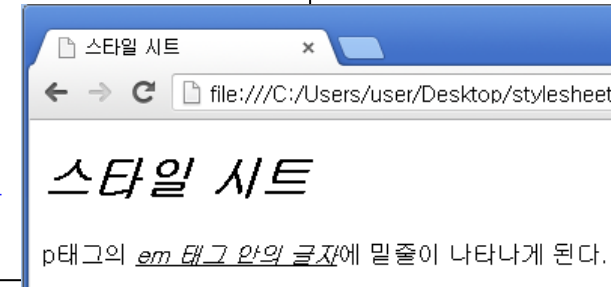 스타일 시트
file:///C:/Users/user/Desktop/stylesheet
스타일 시트
p태그의 em 태그 안의 글자에 밑줄이 나타나게 된다.